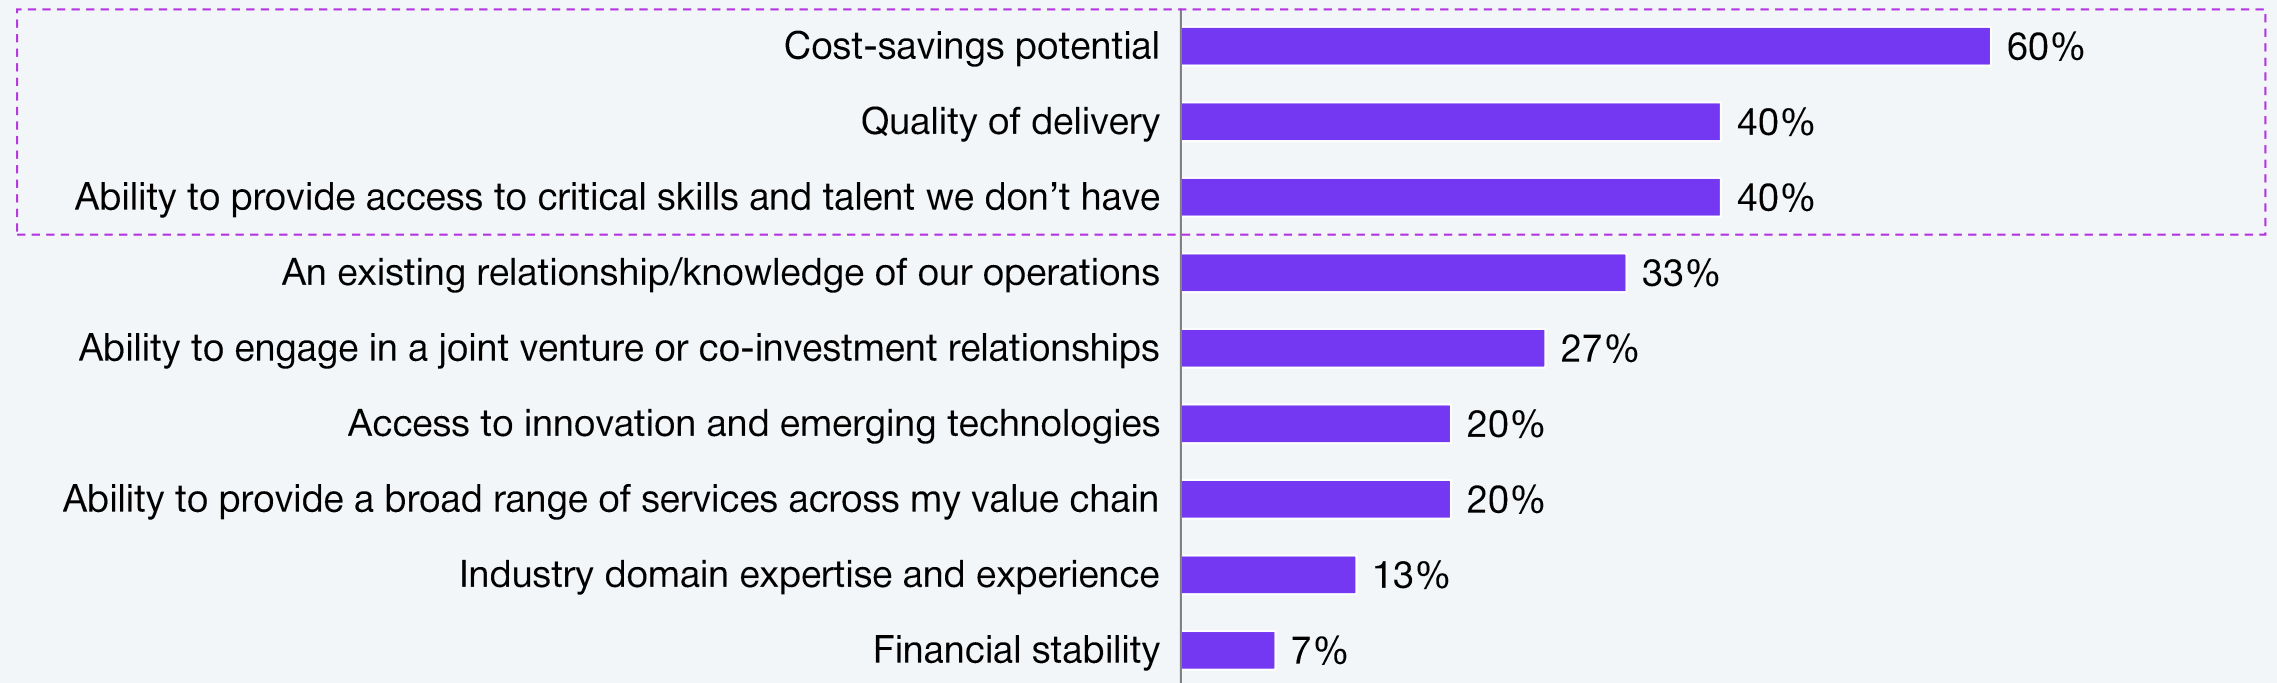 Cost-savings potential 60%
Quality of delivery 40%
Ability to provide access to critical skills and talent we don’t have 40%
An existing relationship/knowledge of our operations 33%
Ability to engage in a joint venture or co-investment relationships 27%
Access to innovation and emerging technologies 20%
Ability to provide a broad range of services across my value chain 20%
Industry domain expertise and experience 13%
Financial stability 7%